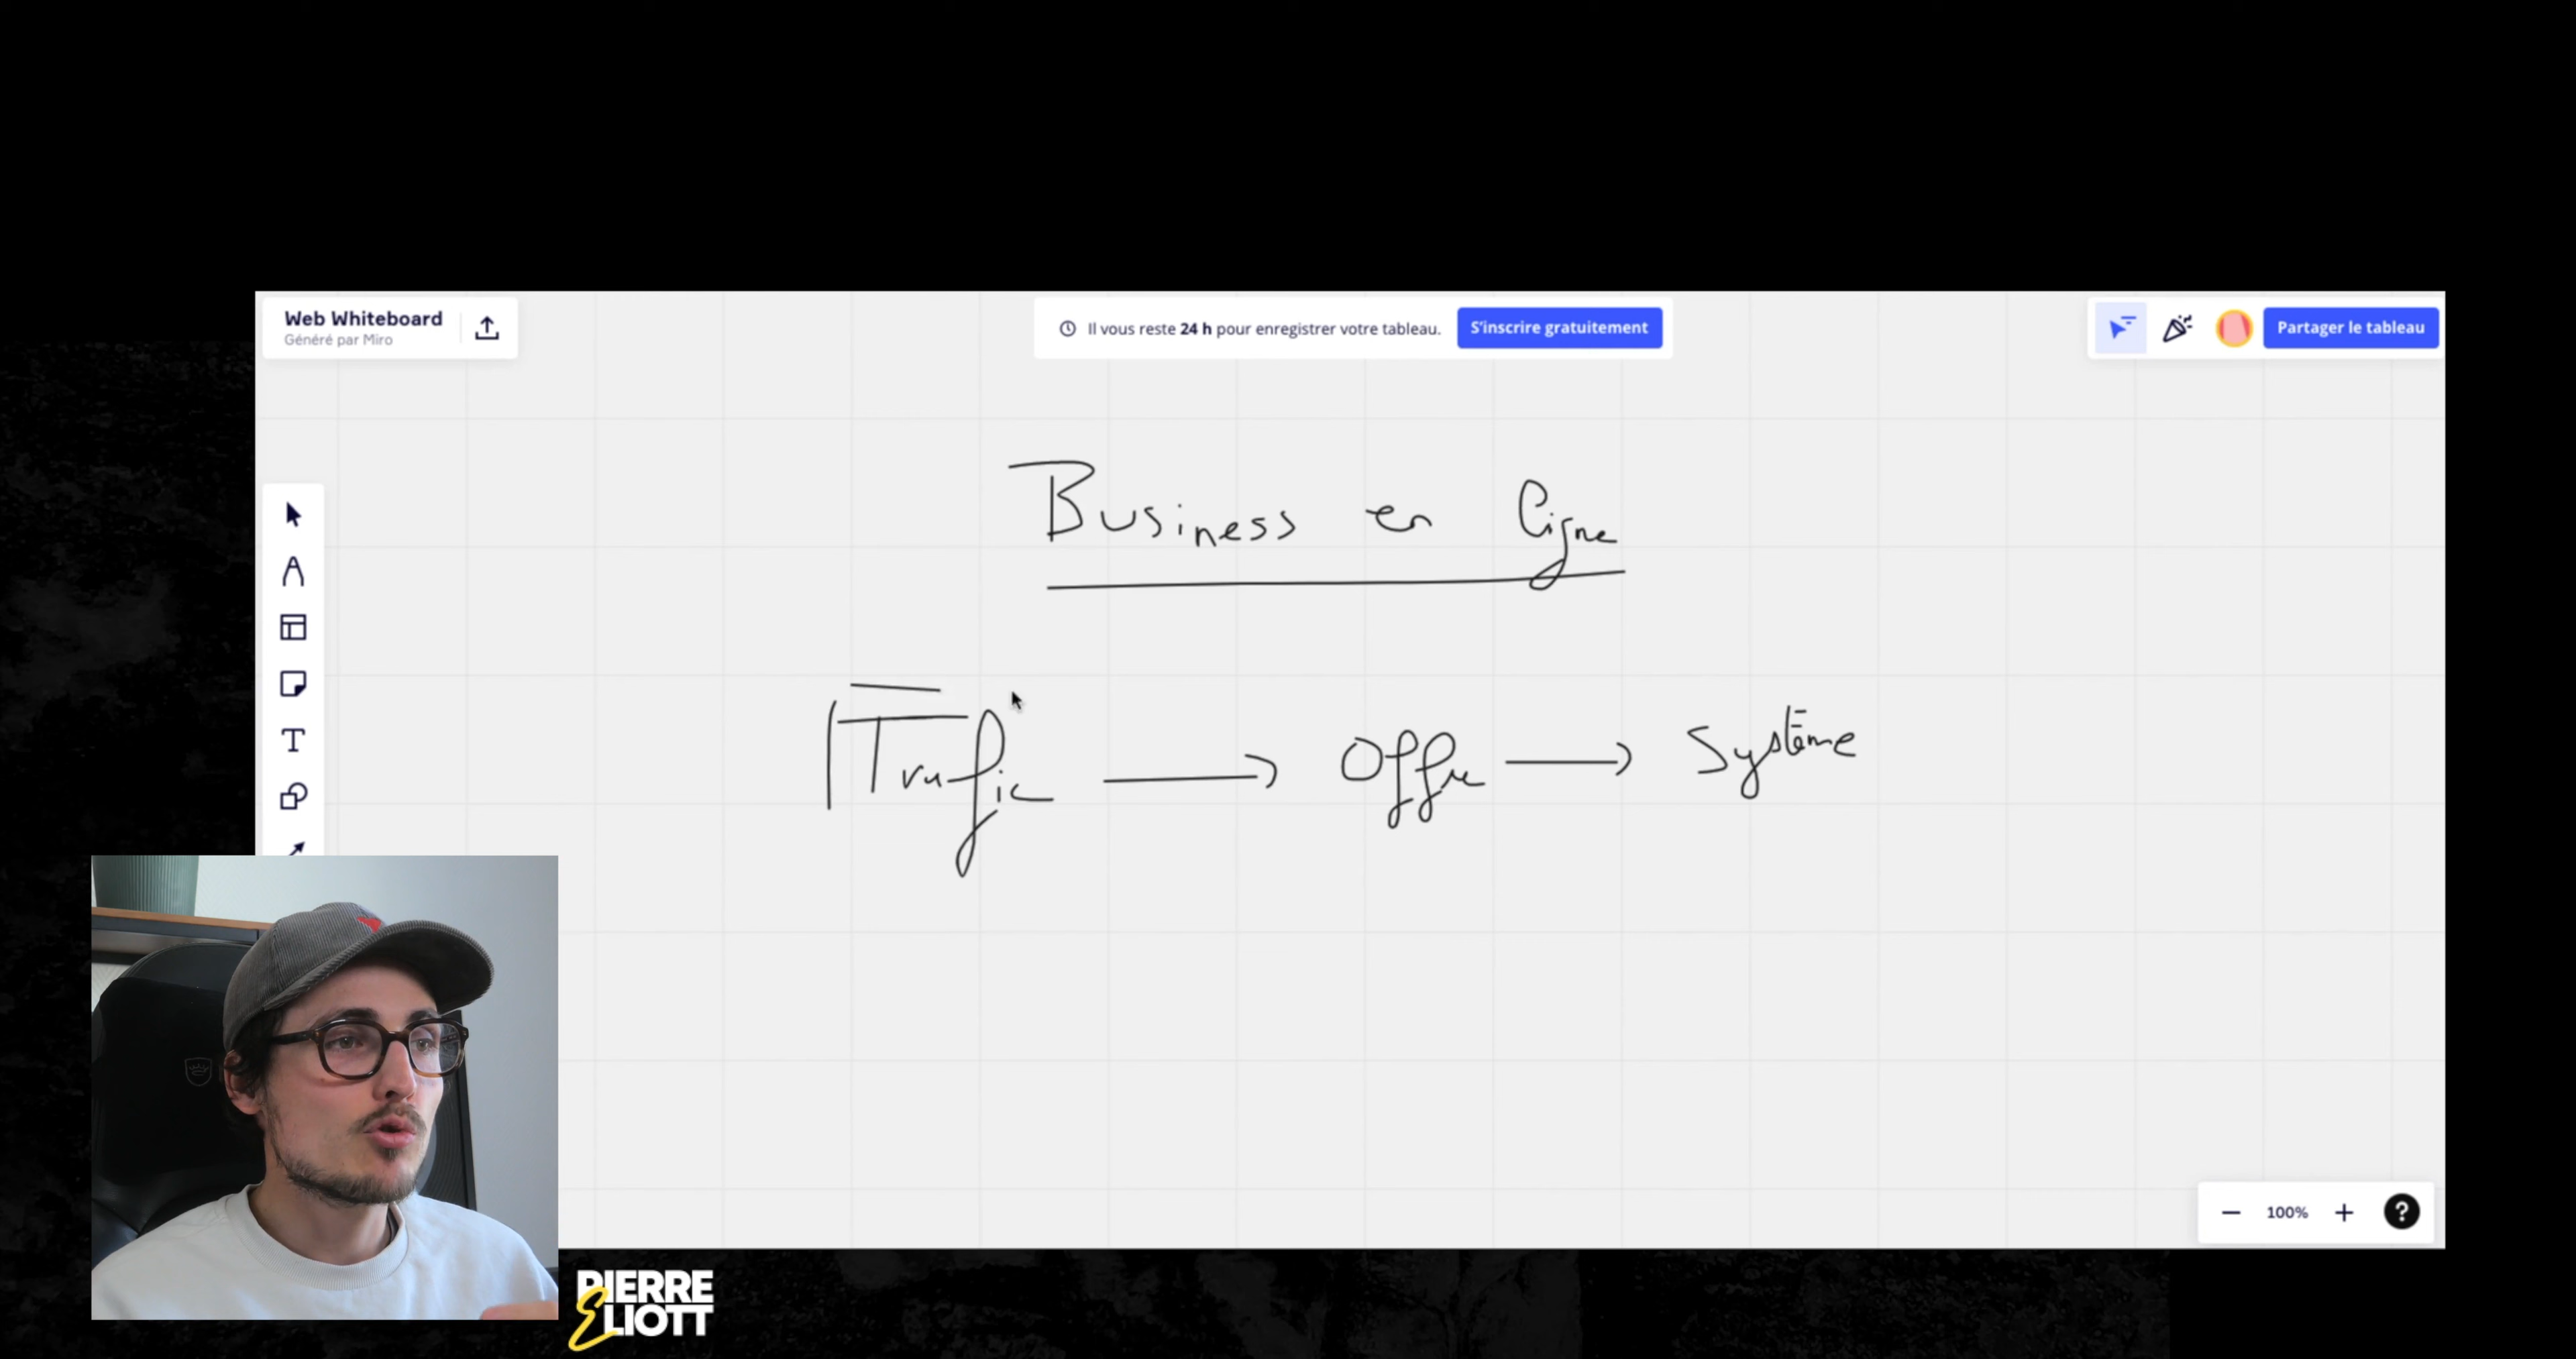 Web Whiteboard
Généré par Miro
Il vous reste 24 h pour enregistrer votre tableau.
S'inscrire gratuitement
Partager le tableau
Business en ligne
Trafic → Offre → Système
100%
PIERRE
ELIOTT